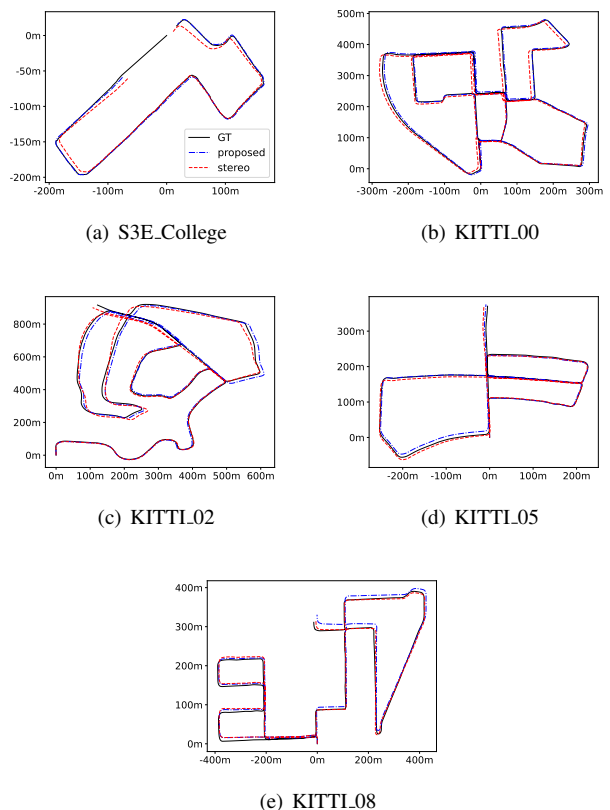 0m
−50m
−100m
−150m
−200m
−200m −100m 0m 100m
GT
proposed
stereo
(a) S3E_College
500m
400m
300m
200m
100m
0m
−300m −200m −100m 0m 100m 200m 300m
(b) KITTI_00
800m
600m
400m
200m
0m
0m 100m 200m 300m 400m 500m 600m
(c) KITTI_02
300m
200m
100m
0m
−200m −100m 0m 100m 200m
(d) KITTI_05
400m
300m
200m
100m
0m
−400m −200m 0m 200m 400m
(e) KITTI_08